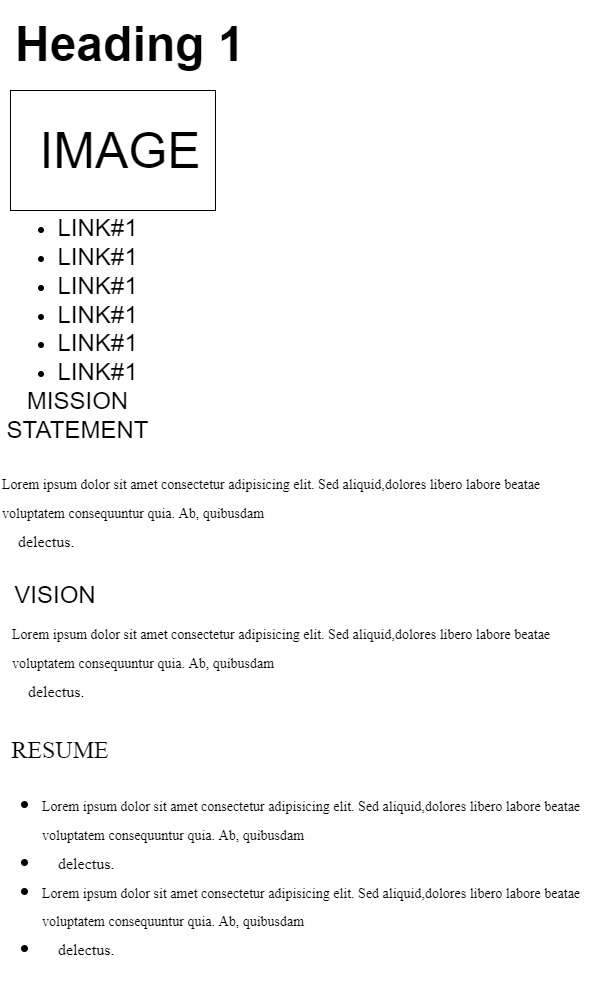 Heading 1
IMAGE
LINK#1
LINK#1
LINK#1
LINK#1
LINK#1
LINK#1
MISSION
STATEMENT
Lorem ipsum dolor sit amet consectetur adipisicing elit. Sed aliquid,dolores libero labore beatae
voluptatem consequuntur quia. Ab, quibusdam
delectus.
VISION
Lorem ipsum dolor sit amet consectetur adipisicing elit. Sed aliquid,dolores libero labore beatae
voluptatem consequuntur quia. Ab, quibusdam
delectus.
RESUME
Lorem ipsum dolor sit amet consectetur adipisicing elit. Sed aliquid,dolores libero labore beatae
voluptatem consequuntur quia. Ab, quibusdam
delectus.
Lorem ipsum dolor sit amet consectetur adipisicing elit. Sed aliquid,dolores libero labore beatae
voluptatem consequuntur quia. Ab, quibusdam
delectus.